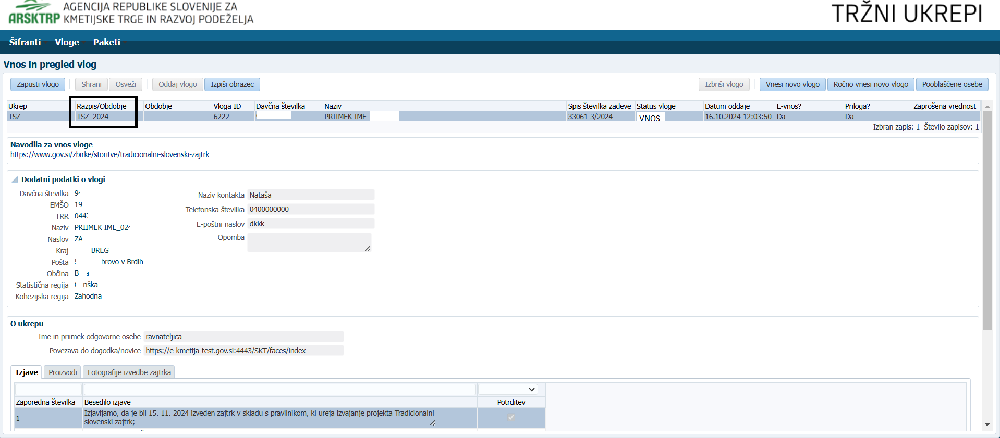 ARSKTRP
AGENCIJA REPUBLIKE SLOVENIJE ZA
KMETIJSKE TRGE IN RAZVOJ PODEŽELJA
TRŽNI UKREPI
Šifranti Vloge Paketi
Vnos in pregled vlog
Zapusti vlogo Shrani Osveži Oddaj vlogo Izpiši obrazec Izbriši vlogo Vnesi novo vlogo Ročno vnesi novo vlogo Pooblaščene osebe
Ukrep Razpis/Obdobje Obdobje Vloga ID Davčna številka Naziv Spis številka zadeve Status vloge Datum oddaje E-vnos? Priloga? Zaprošena vrednost
TSZ TSZ_2024 6222 PRIIMEK IME_ 33061-3/2024 VNOS 16.10.2024 12:03:50 Da Da
Izbran zapis: 1 Število zapisov: 1
Navodila za vnos vloge
https://www.gov.si/zbirke/storitve/tradicionalni-slovenski-zajtrk
Dodatni podatki o vlogi
Davčna številka 94
EMŠO 19
TRR 044
Naziv PRIIMEK IME_024
Naslov ZA
Kraj BREG
Pošta brovo v Brdih
Občina B a
Statistična regija riška
Kohezijska regija Zahodna
Naziv kontakta Nataša
Telefonska številka 0400000000
E-poštni naslov dkkk
Opomba
O ukrepu
Ime in priimek odgovorne osebe ravnateljica
Povezava do dogodka/novice https://e-kmetija-test.gov.si:4443/SKT/faces/index
Izjave Proizvodi Fotografije izvedbe zajtrka
Zaporedna številka Besedilo izjave Potrditev
1 Izjavljamo, da je bil 15. 11. 2024 izveden zajtrk v skladu s pravilnikom, ki ureja izvajanje projekta Tradicionalni
slovenski zajtrk;